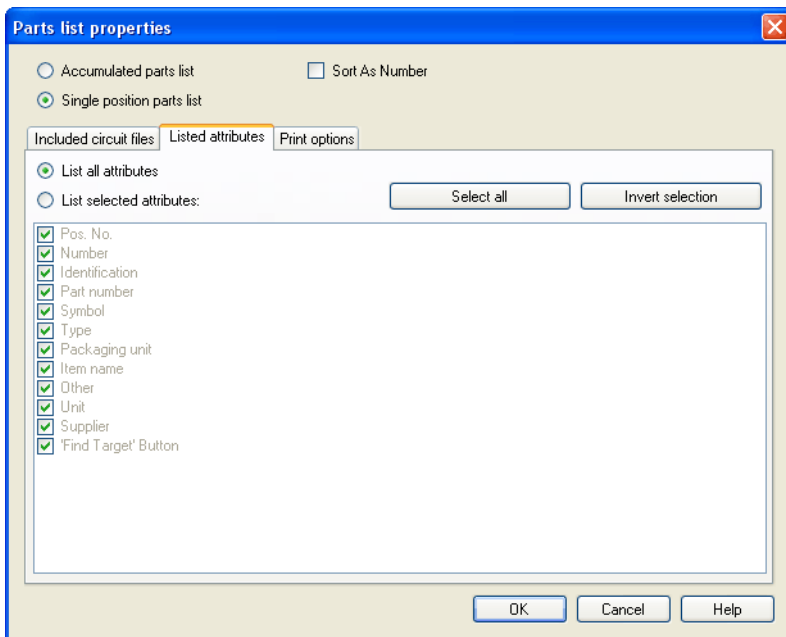 Parts list properties
Accumulated parts list Sort As Number
Single position parts list
Included circuit files Listed attributes Print options
List all attributes
List selected attributes: Select all Invert selection
Pos. No.
Number
Identification
Part number
Symbol
Type
Packaging unit
Item name
Other
Unit
Supplier
'Find Target' Button
OK Cancel Help